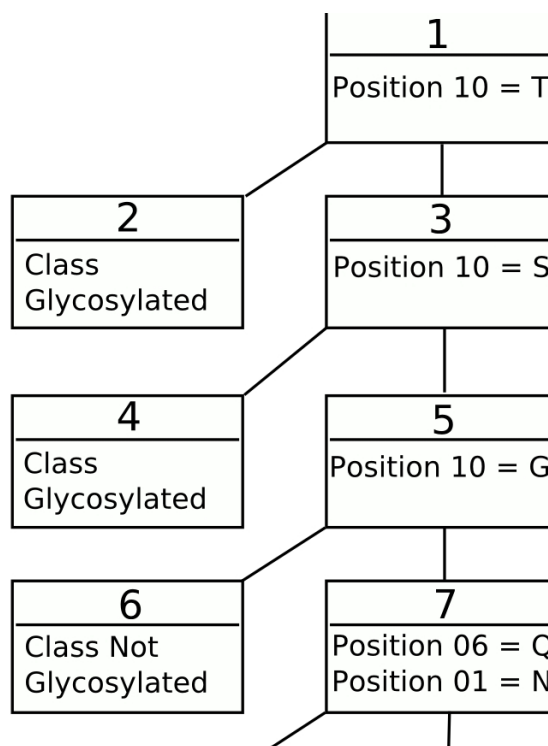 1
Position 10 = T
2
Class
Glycosylated
3
Position 10 = S
4
Class
Glycosylated
5
Position 10 = G
6
Class Not
Glycosylated
7
Position 06 = Q
Position 01 = N